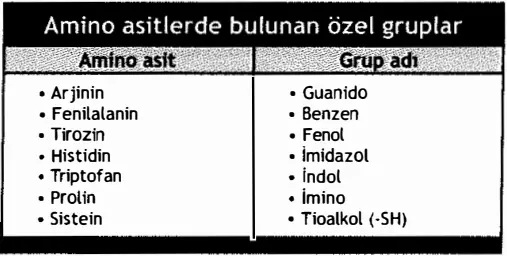 Amino asitlerde bulunan özel gruplar
Amino asit Grup adı
• Arjinin • Guanido
• Fenilalanin • Benzen
• Tirozin • Fenol
• Histidin • İmidazol
• Triptofan • İndol
• Prolin • İmino
• Sistein • Tioalkol (-SH)